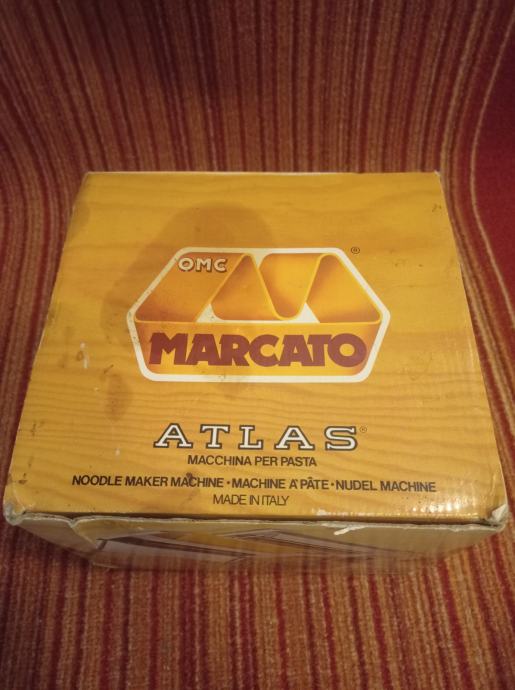 OMC
®
MARCATO
ATLAS®
MACCHINA PER PASTA
NOODLE MAKER MACHINE • MACHINE A' PÂTE • NUDEL MACHINE
MADE IN ITALY